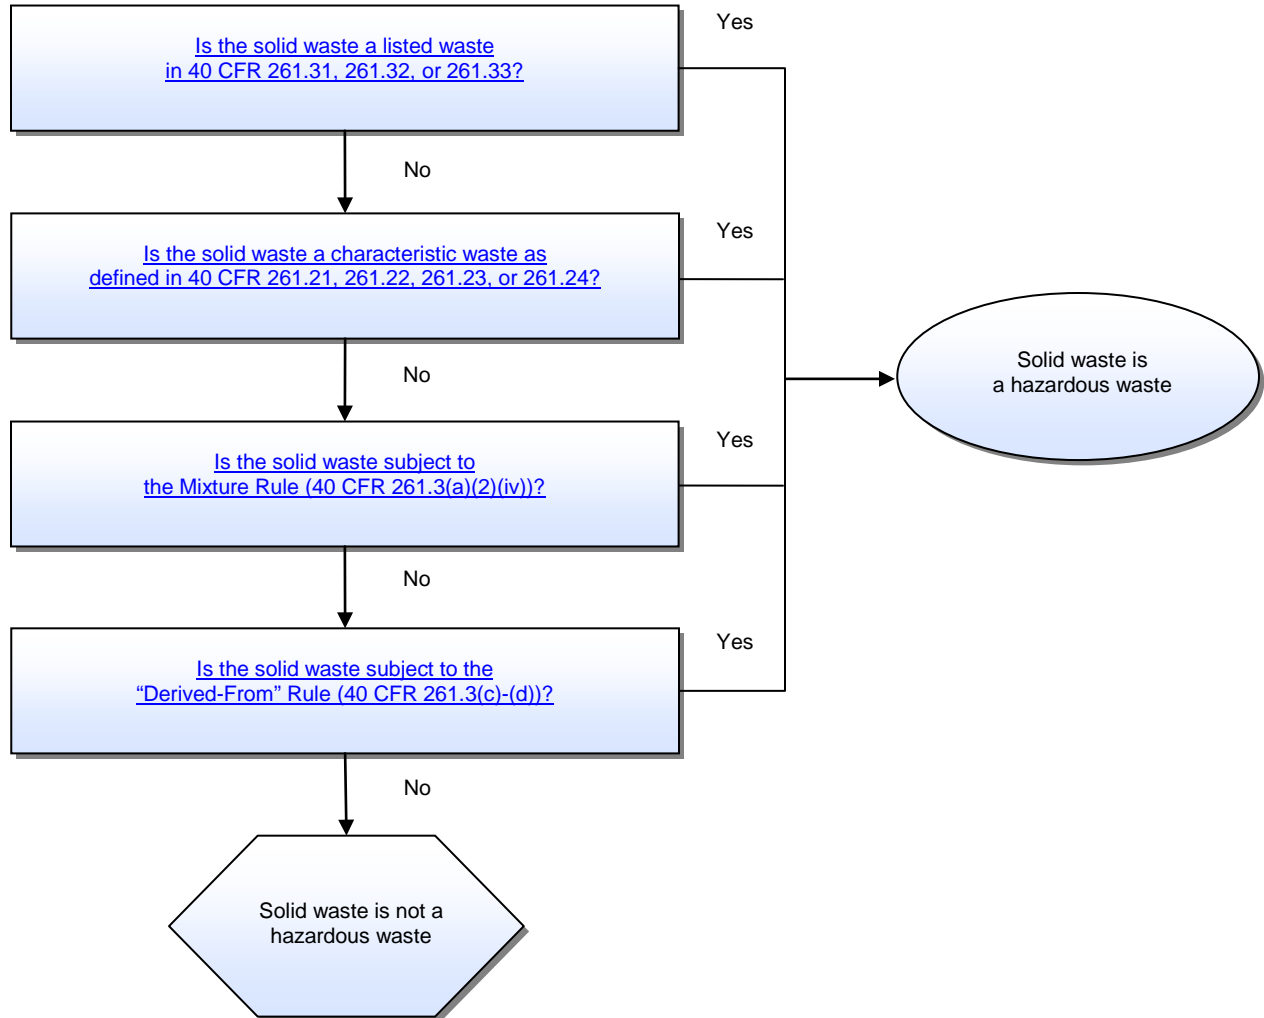 Yes
Is the solid waste a listed waste
in 40 CFR 261.31, 261.32, or 261.33?
No
Yes
Is the solid waste a characteristic waste as
defined in 40 CFR 261.21, 261.22, 261.23, or 261.24?
No
Solid waste is
a hazardous waste
Yes
Is the solid waste subject to
the Mixture Rule (40 CFR 261.3(a)(2)(iv))?
No
Yes
Is the solid waste subject to the
“Derived-From” Rule (40 CFR 261.3(c)-(d))?
No
Solid waste is not a
hazardous waste